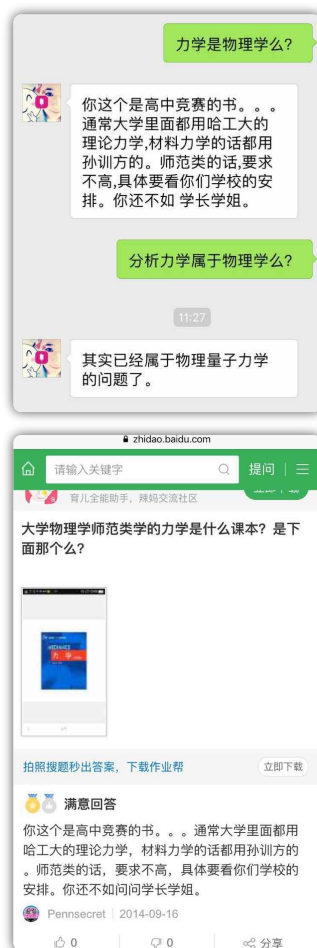 力学是物理学么?
你这个是高中竞赛的书。。。
通常大学里面都用哈工大的
理论力学,材料力学的话都用
孙训方的。师范类的话,要求
不高,具体要看你们学校的安
排。你还不如 学长学姐。
分析力学属于物理学么?
11:27
其实已经属于物理量子力学
的问题了。
zhidao.baidu.com
请输入关键字
提问
育儿全能助手,辣妈交流社区
大学物理学师范类学的力学是什么课本?是下
面那个么?
力 学
拍照搜题秒出答案,下载作业帮
立即下载
满意回答
你这个是高中竞赛的书。。。通常大学里面都用
哈工大的理论力学,材料力学的话都用孙训方的
。师范类的话,要求不高,具体要看你们学校的
安排。你还不如问问学长学姐。
Pennsecret 2014-09-16
0
0
分享